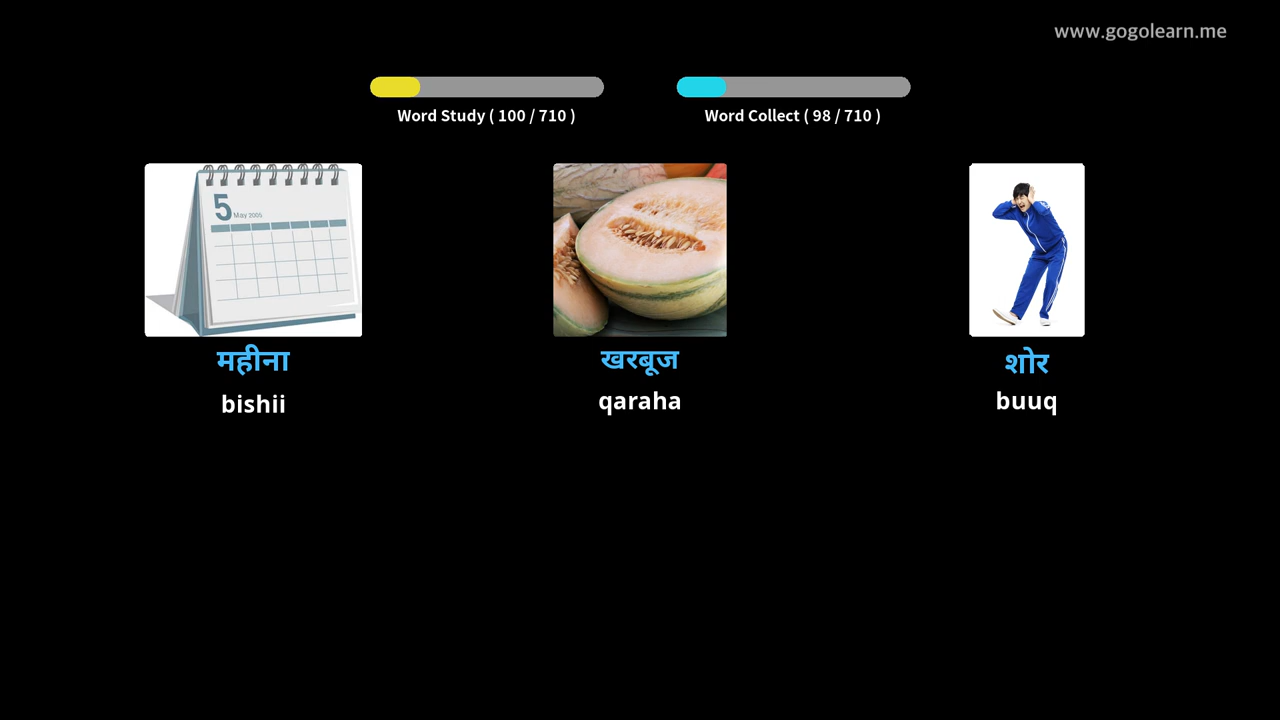 www.gogolearn.me
Word Study ( 100 / 710 )
Word Collect ( 98 / 710 )
5 May 2005
महीना
खरबूज
शोर
bishii
qaraha
buuq